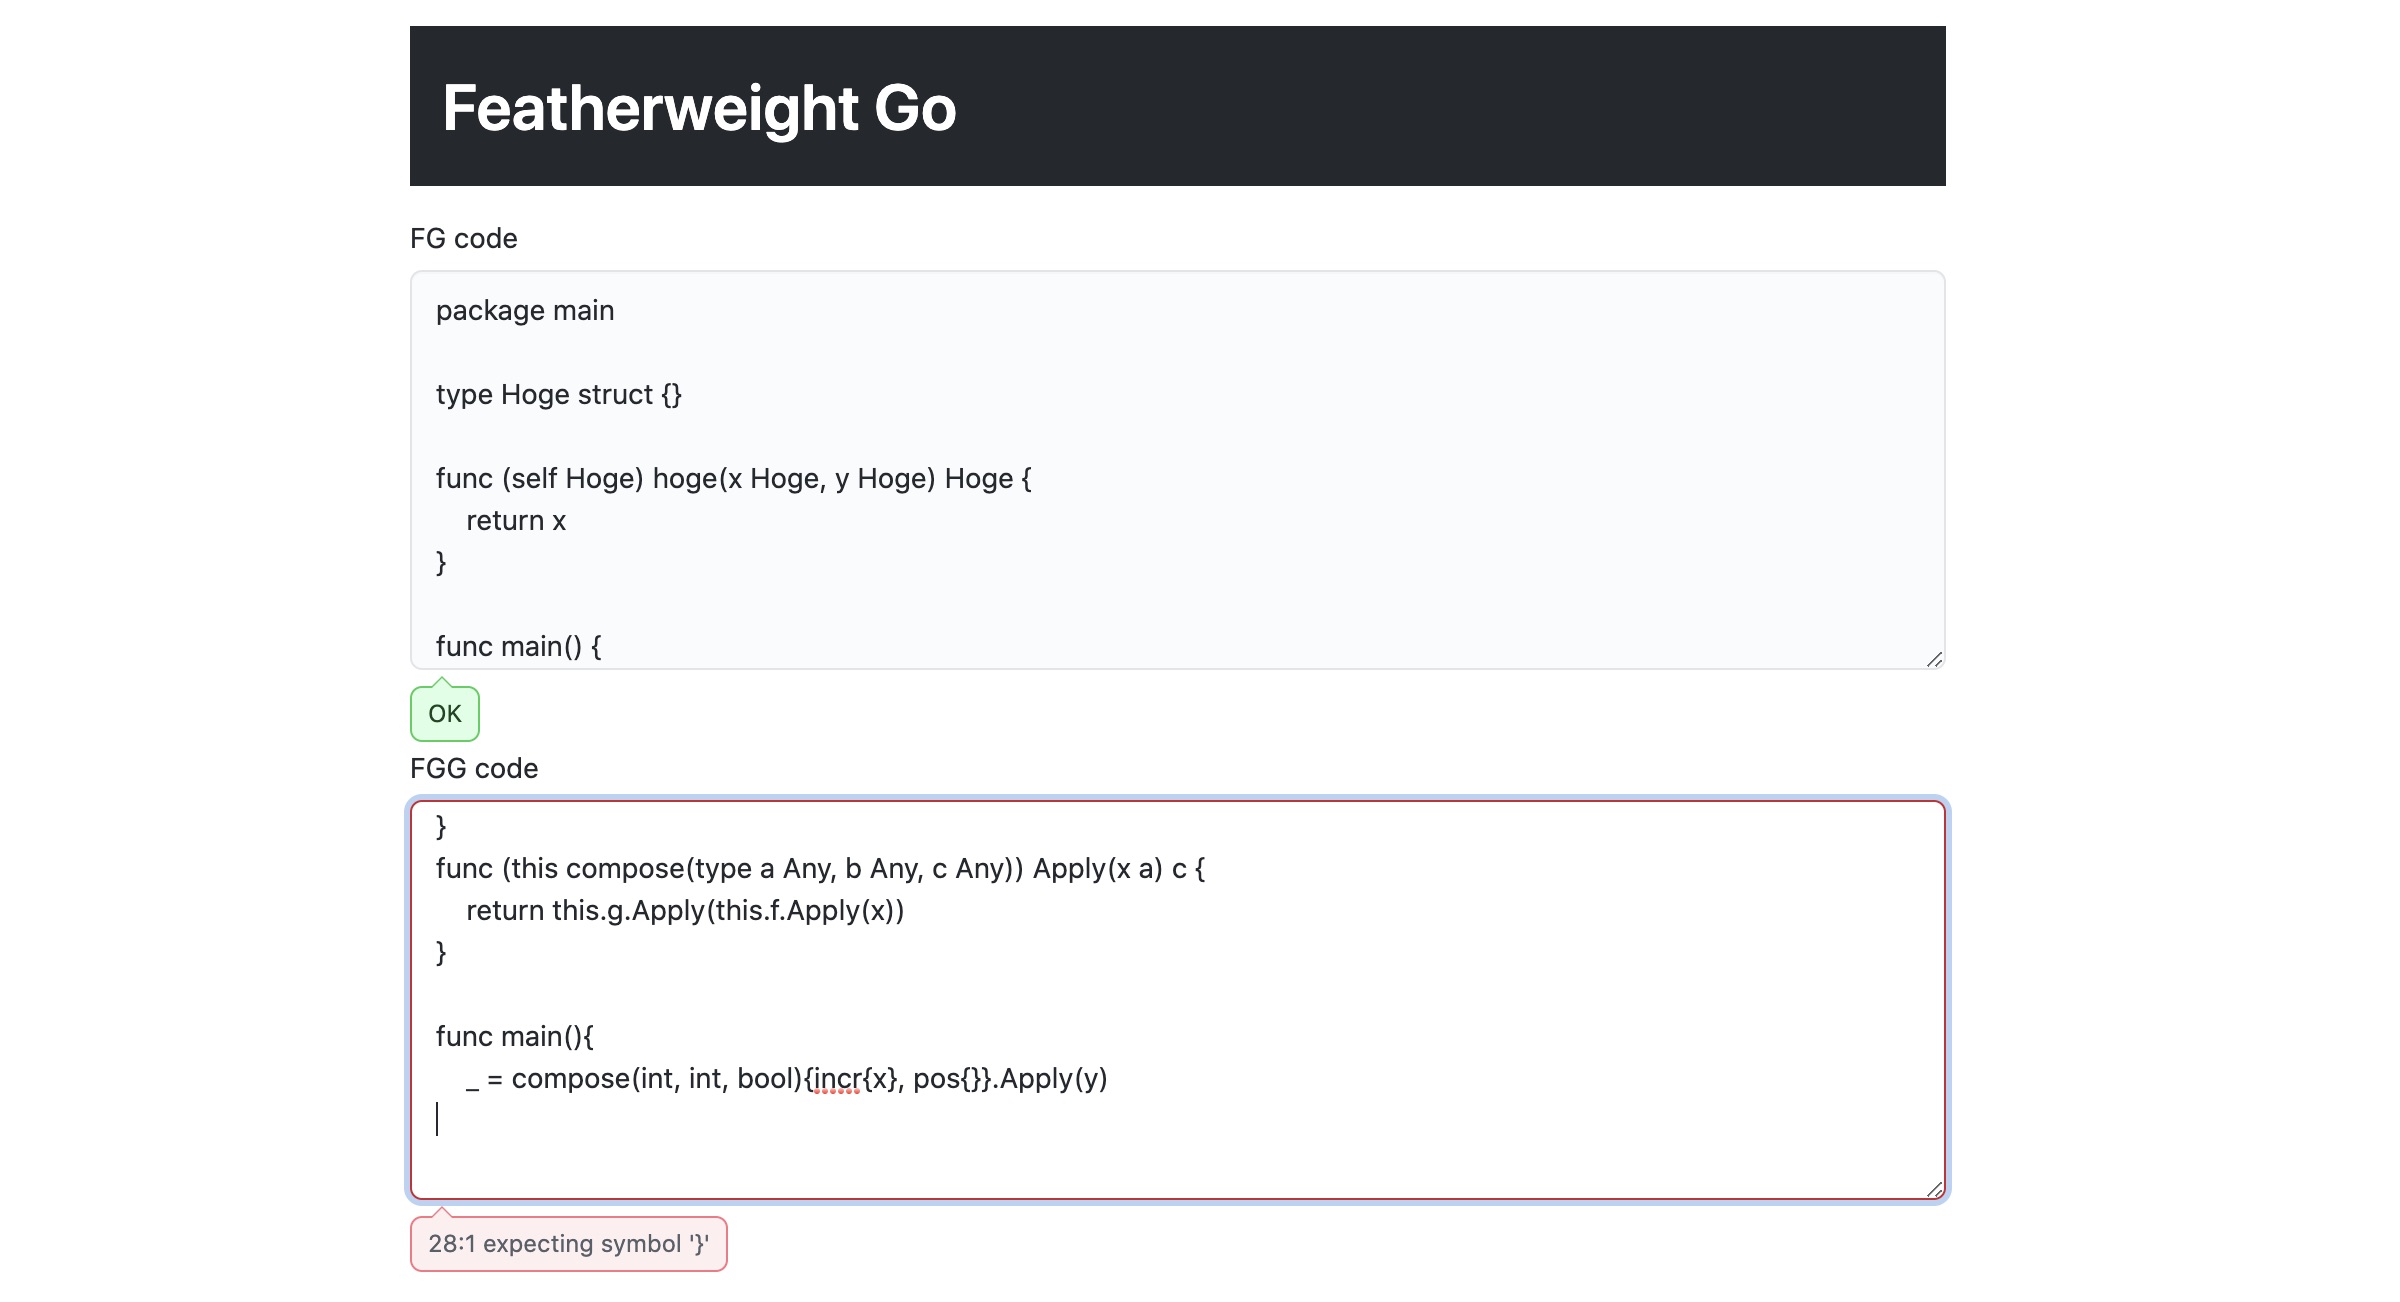 Featherweight Go
FG code
package main
type Hoge struct {}
func (self Hoge) hoge(x Hoge, y Hoge) Hoge {
return x
}
func main() {
OK
FGG code
}
func (this compose(type a Any, b Any, c Any)) Apply(x a) c {
return this.g.Apply(this.f.Apply(x))
}
func main(){
_ = compose(int, int, bool){incr{x}, pos{}}.Apply(y)
28:1 expecting symbol '}'